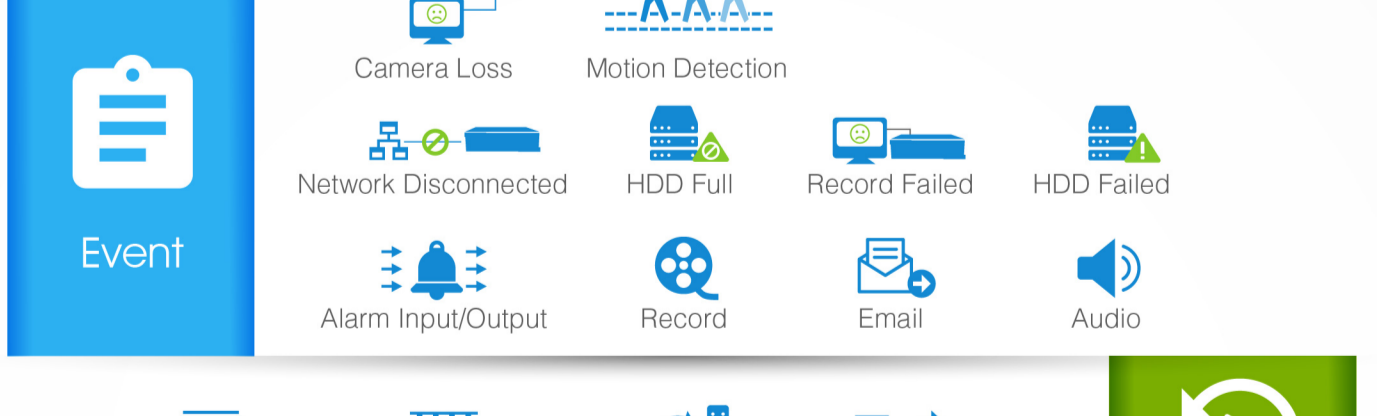 Camera Loss
Motion Detection
Network Disconnected
HDD Full
Record Failed
HDD Failed
Event
Alarm Input/Output
Record
Email
Audio